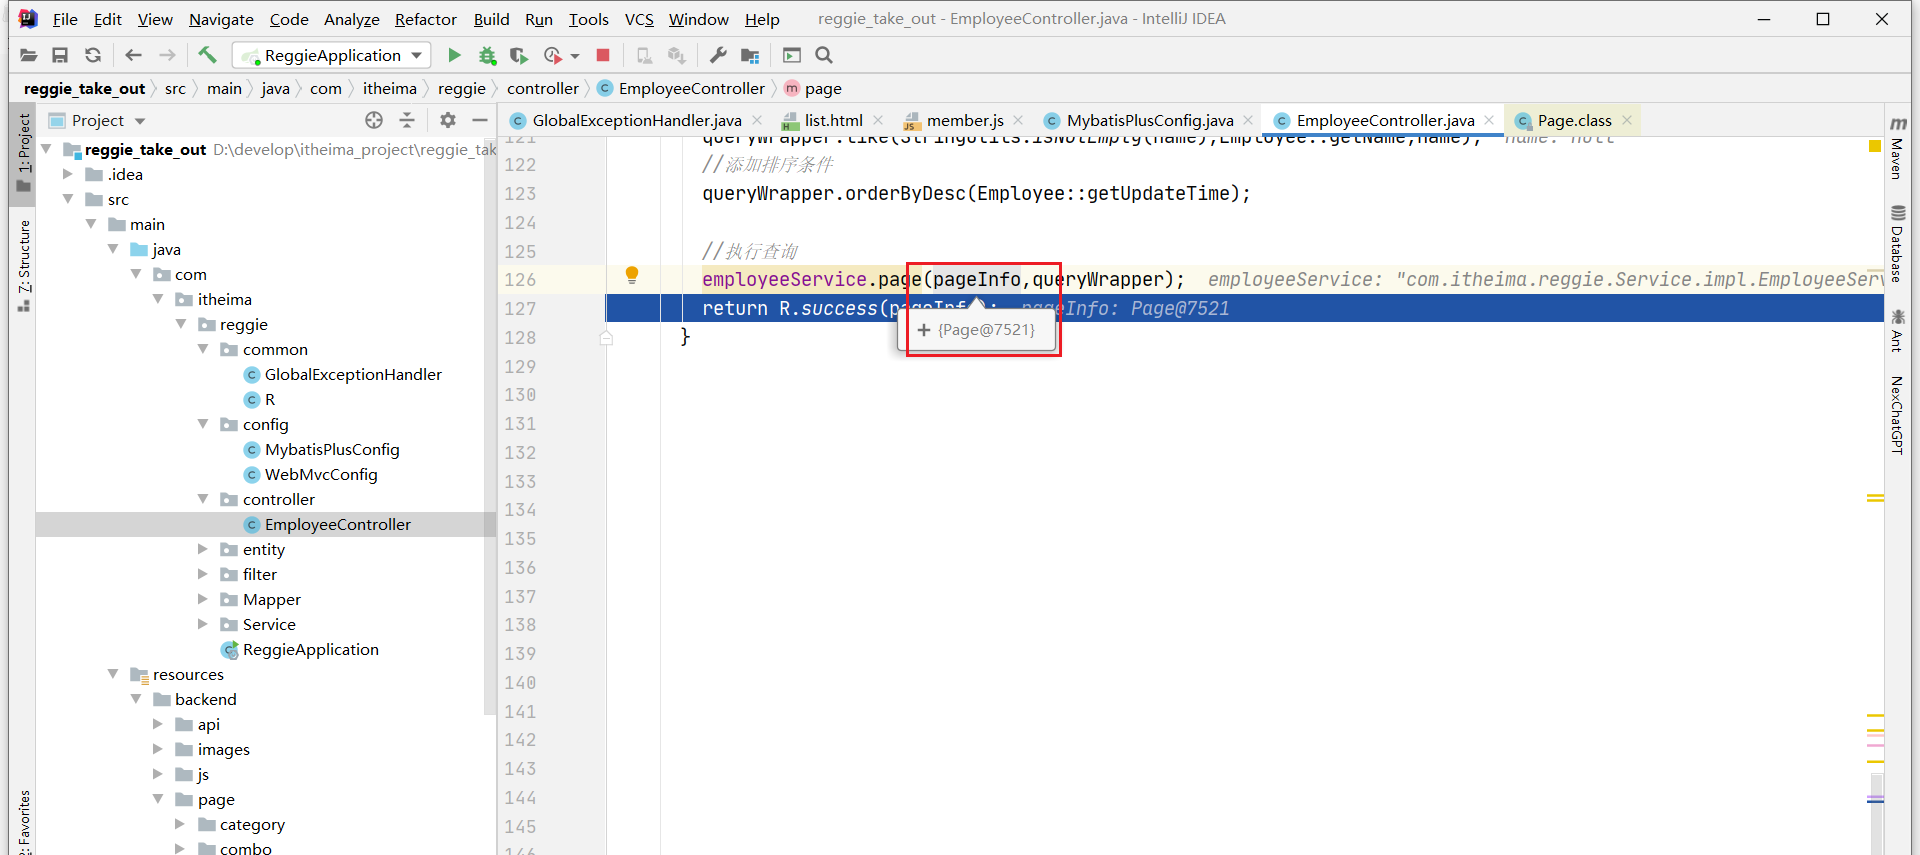 File Edit View Navigate Code Analyze Refactor Build Run Tools VCS Window Help reggie_take_out - EmployeeController.java - IntelliJ IDEA
ReggieApplication
reggie_take_out src main java com itheima reggie controller EmployeeController page
Project
GlobalExceptionHandler.java list.html member.js MybatisPlusConfig.java EmployeeController.java Page.class
1: Project
Z: Structure
2: Favorites
reggie_take_out D:\develop\itheima_project\reggie_tak
.idea
src
main
java
com
itheima
reggie
common
GlobalExceptionHandler
R
config
MybatisPlusConfig
WebMvcConfig
controller
EmployeeController
entity
filter
Mapper
Service
ReggieApplication
resources
backend
api
images
js
page
category
combo
121 queryWrapper.like(StringUtils.isNotEmpty(name),Employee::getName,name); name: null
122 //添加排序条件
123 queryWrapper.orderByDesc(Employee::getUpdateTime);
124
125 //执行查询
126 employeeService.page(pageInfo,queryWrapper); employeeService: "com.itheima.reggie.Service.impl.EmployeeServ
127 return R.success(pageInfo); pageInfo: Page@7521
+ {Page@7521}
128 }
129
130
131
132
133
134
135
136
137
138
139
140
141
142
143
144
145
146
Maven
Database
Ant
NexChatGPT